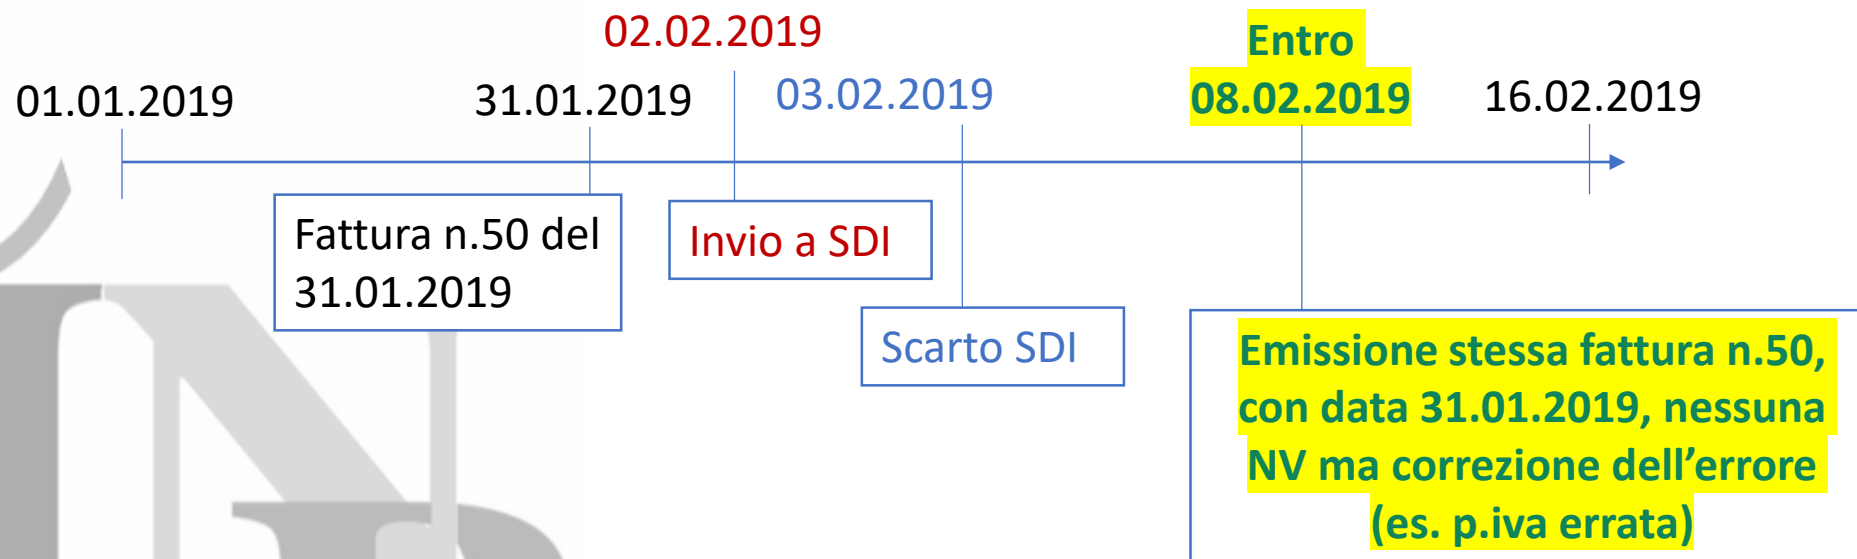 02.02.2019
Entro
01.01.2019
31.01.2019
03.02.2019
08.02.2019
16.02.2019
Fattura n.50 del
31.01.2019
Invio a SDI
Scarto SDI
Emissione stessa fattura n.50,
con data 31.01.2019, nessuna
NV ma correzione dell’errore
(es. p.iva errata)